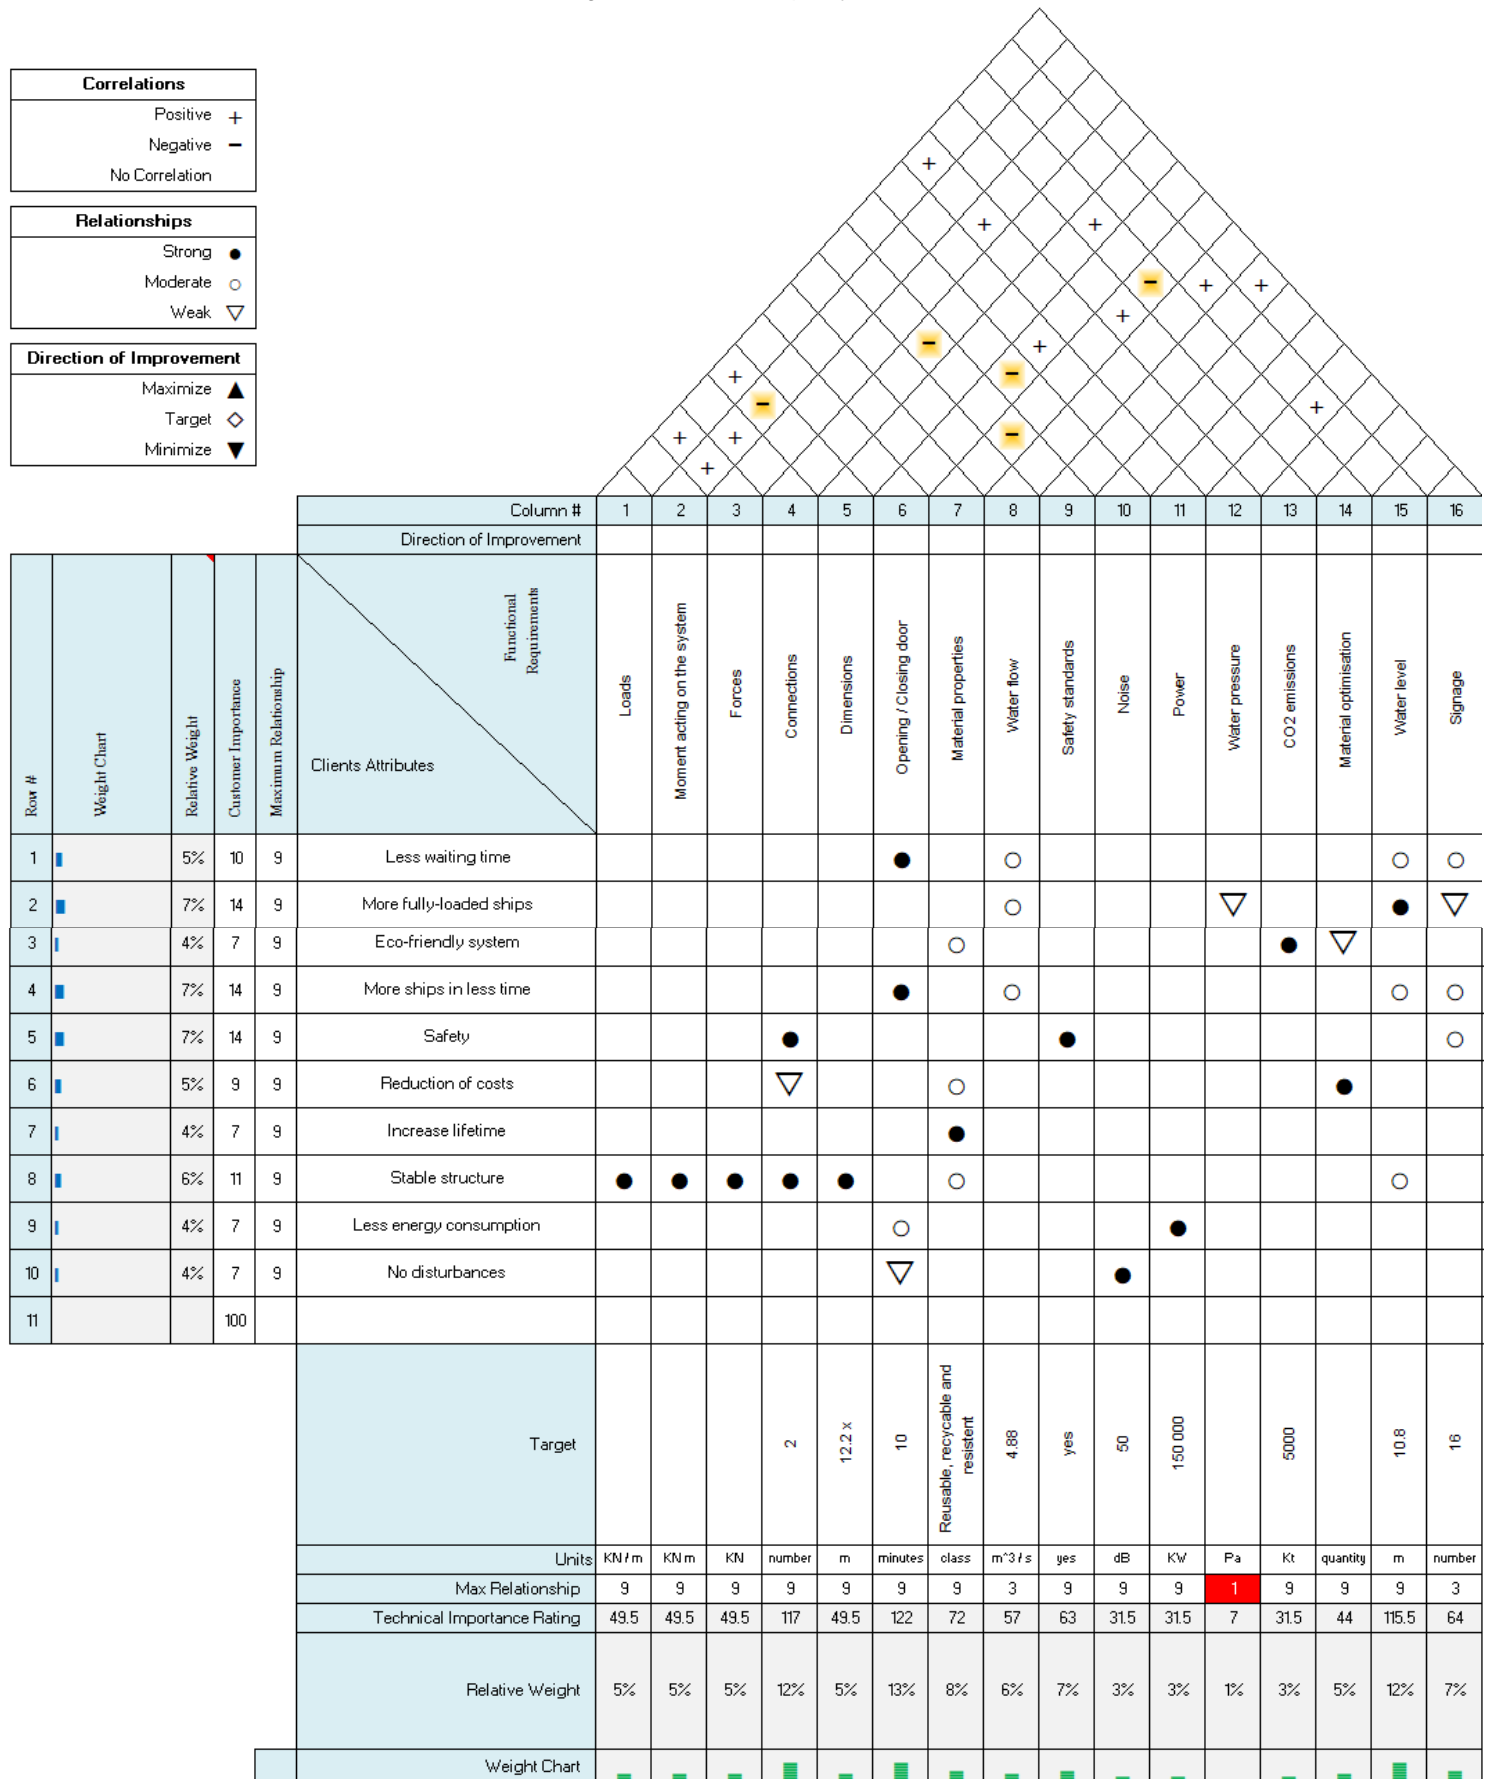 Correlations
Positive +
Negative −
No Correlation
Relationships
Strong ●
Moderate ○
Weak ▽
Direction of Improvement
Maximize ▲
Target ◇
Minimize ▼
Column # 1 2 3 4 5 6 7 8 9 10 11 12 13 14 15 16
Direction of Improvement
Row #
Weight Chart
Relative Weight
Customer Importance
Maximum Relationship
Functional
Requirements
Clients Attributes
Loads
Moment acting on the system
Forces
Connections
Dimensions
Opening / Closing door
Material properties
Water flow
Safety standards
Noise
Power
Water pressure
CO2 emissions
Material optimisation
Water level
Signage
1 5% 10 9 Less waiting time ● ○ ○ ○
2 7% 14 9 More fully-loaded ships ○ ▽ ● ▽
3 4% 7 9 Eco-friendly system ○ ● ▽
4 7% 14 9 More ships in less time ● ○ ○ ○
5 7% 14 9 Safety ● ● ○
6 5% 9 9 Reduction of costs ▽ ○ ●
7 4% 7 9 Increase lifetime ●
8 6% 11 9 Stable structure ● ● ● ● ● ○ ○
9 4% 7 9 Less energy consumption ○ ●
10 4% 7 9 No disturbances ▽ ●
11 100
Target
2
12.2 x
10
Reusable, recycable and
resistent
4.88
yes
50
150 000
5000
10.8
16
Units KN/m KNm KN number m minutes class m^3/s yes dB KW Pa Kt quantity m number
Max Relationship 9 9 9 9 9 9 9 3 9 9 9 1 9 9 9 3
Technical Importance Rating 49.5 49.5 49.5 117 49.5 122 72 57 63 31.5 31.5 7 31.5 44 115.5 64
Relative Weight 5% 5% 5% 12% 5% 13% 8% 6% 7% 3% 3% 1% 3% 5% 12% 7%
Weight Chart